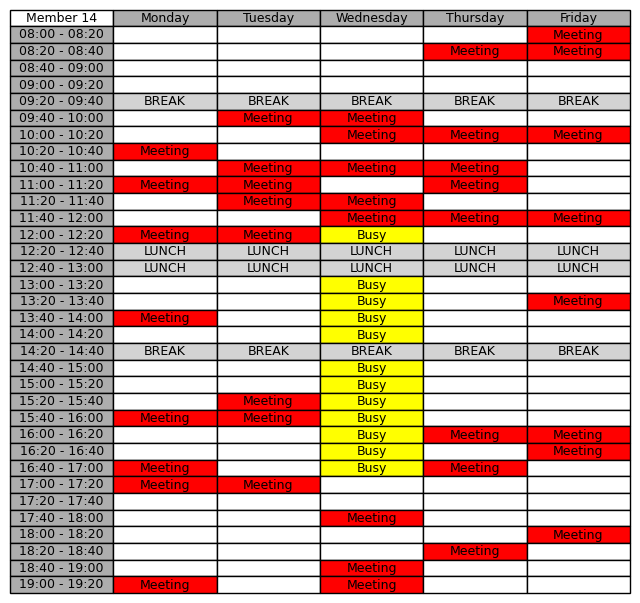 Member 14 Monday Tuesday Wednesday Thursday Friday
08:00 - 08:20 Meeting
08:20 - 08:40 Meeting Meeting
08:40 - 09:00
09:00 - 09:20
09:20 - 09:40 BREAK BREAK BREAK BREAK BREAK
09:40 - 10:00 Meeting Meeting
10:00 - 10:20 Meeting Meeting Meeting
10:20 - 10:40 Meeting
10:40 - 11:00 Meeting Meeting Meeting
11:00 - 11:20 Meeting Meeting Meeting
11:20 - 11:40 Meeting Meeting
11:40 - 12:00 Meeting Meeting Meeting
12:00 - 12:20 Meeting Meeting Busy
12:20 - 12:40 LUNCH LUNCH LUNCH LUNCH LUNCH
12:40 - 13:00 LUNCH LUNCH LUNCH LUNCH LUNCH
13:00 - 13:20 Busy
13:20 - 13:40 Busy Meeting
13:40 - 14:00 Meeting Busy
14:00 - 14:20 Busy
14:20 - 14:40 BREAK BREAK BREAK BREAK BREAK
14:40 - 15:00 Busy
15:00 - 15:20 Busy
15:20 - 15:40 Meeting Busy
15:40 - 16:00 Meeting Meeting Busy
16:00 - 16:20 Busy Meeting Meeting
16:20 - 16:40 Busy Meeting
16:40 - 17:00 Meeting Busy Meeting
17:00 - 17:20 Meeting Meeting
17:20 - 17:40
17:40 - 18:00 Meeting
18:00 - 18:20 Meeting
18:20 - 18:40 Meeting
18:40 - 19:00 Meeting
19:00 - 19:20 Meeting Meeting